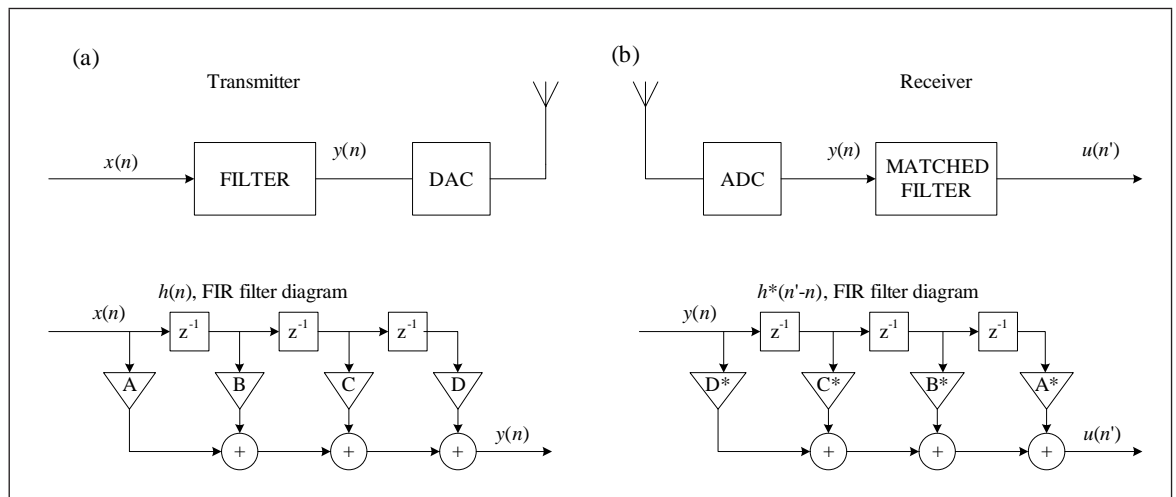 (a)
Transmitter
x(n)
FILTER
y(n)
DAC
h(n), FIR filter diagram
x(n)
z⁻¹
z⁻¹
z⁻¹
A
B
C
D
+
+
+
y(n)
(b)
Receiver
ADC
y(n)
MATCHED
FILTER
u(n')
h*(n'-n), FIR filter diagram
y(n)
z⁻¹
z⁻¹
z⁻¹
D*
C*
B*
A*
+
+
+
u(n')